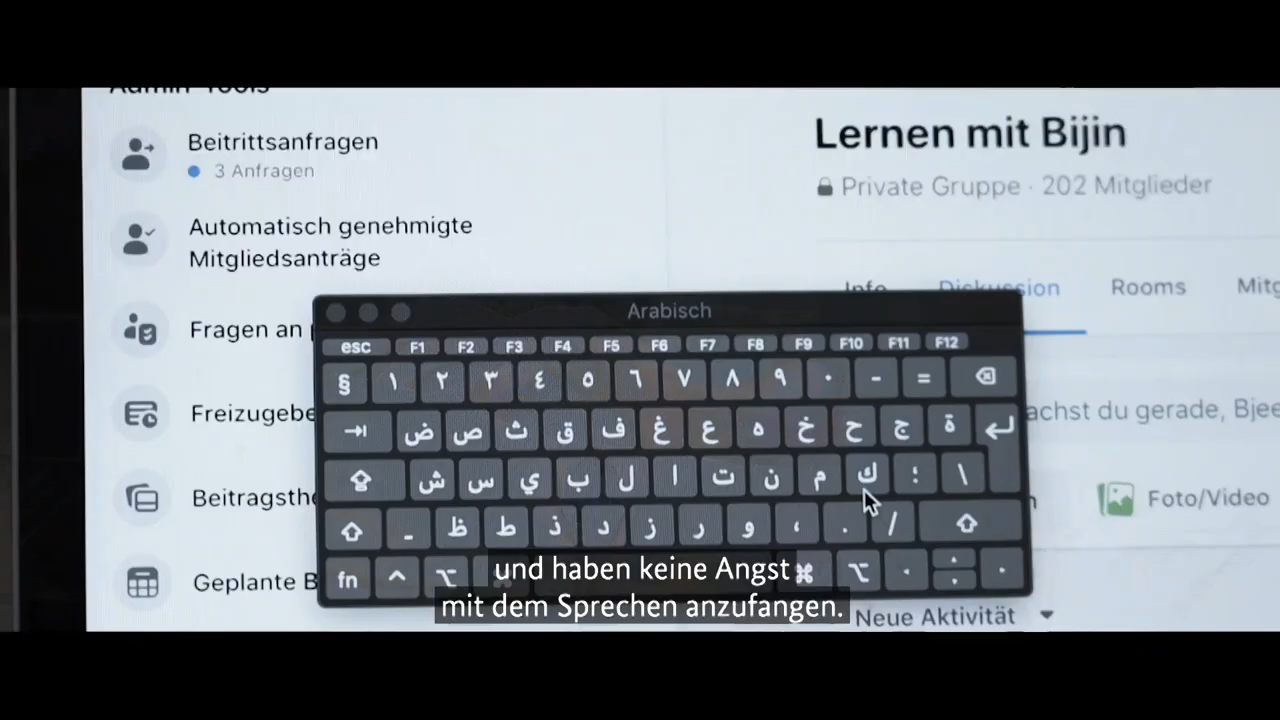 Admin-Tools
Beitrittsanfragen
3 Anfragen
Automatisch genehmigte
Mitgliedsanträge
Fragen an
Freizugebe
Beitragsthe
Geplante B
Lernen mit Bijin
Private Gruppe · 202 Mitglieder
Info Diskussion Rooms Mitg
achst du gerade, Bjee
Foto/Video
Neue Aktivität
Arabisch
esc F1 F2 F3 F4 F5 F6 F7 F8 F9 F10 F11 F12
§ ١ ٢ ٣ ٤ ٥ ٦ ٧ ٨ ٩ ٠ - =
ض ص ث ق ف غ ع ه خ ح ج ة
ش س ي ب ل ا ت ن م ك ؛ \
ـ ظ ط ذ د ز ر و ، . /
fn ^ ⌥ ⌘ ⌥
und haben keine Angst
mit dem Sprechen anzufangen.